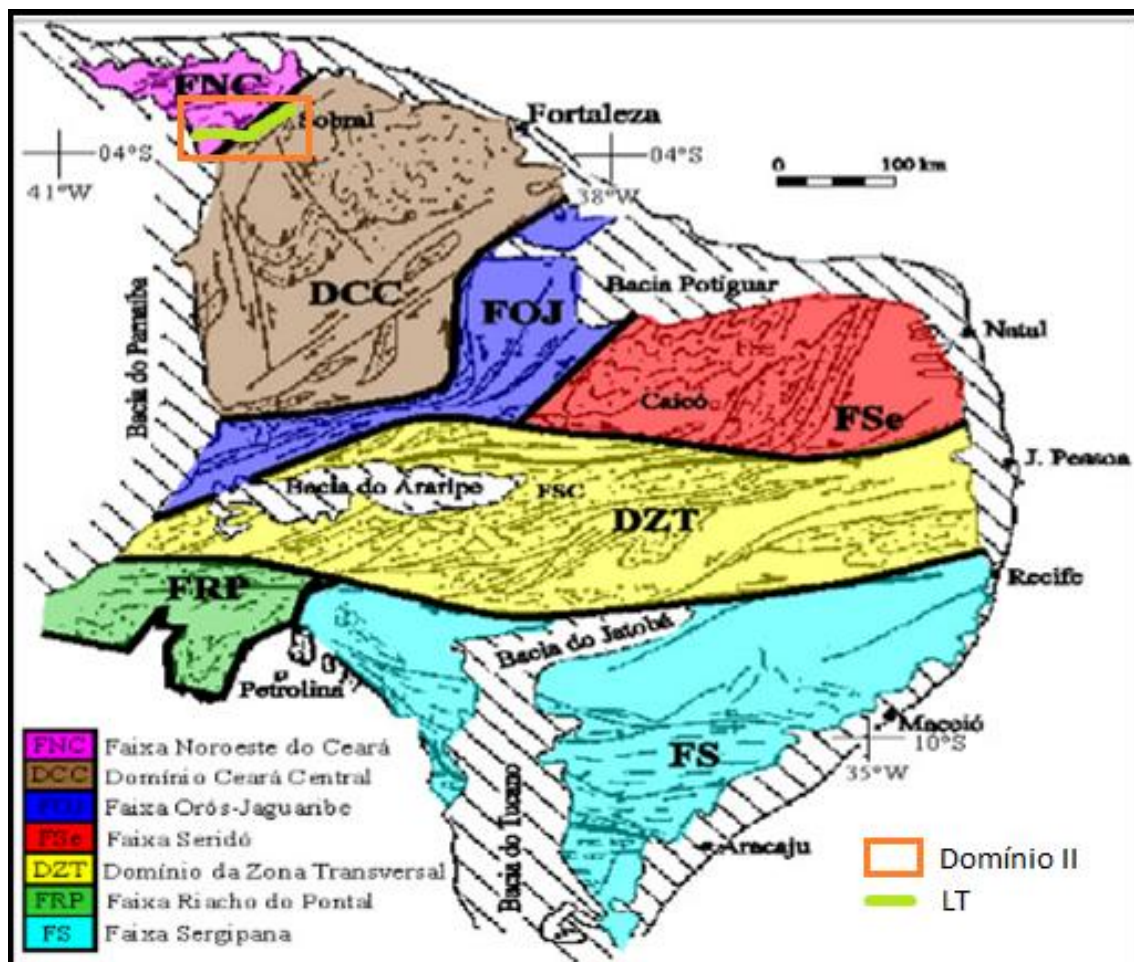 FNC
Sobral
Fortaleza
04°S
04°S
41°W
38°W
0
100 km
Bacia do Parnaíba
DCC
FOJ
Bacia Potiguar
Natal
Caicó
FSe
J. Pessoa
Bacia do Araripe
FSC
DZT
Recife
FRP
Bacia do Jatobá
Petrolina
Maceió
10°S
35°W
FS
Bacia do Tucano
Aracaju
FNC Faixa Noroeste do Ceará
DCC Domínio Ceará Central
FOJ Faixa Orós-Jaguaribe
FSe Faixa Seridó
DZT Domínio da Zona Transversal
FRP Faixa Riacho do Pontal
FS Faixa Sergipana
Domínio II
LT